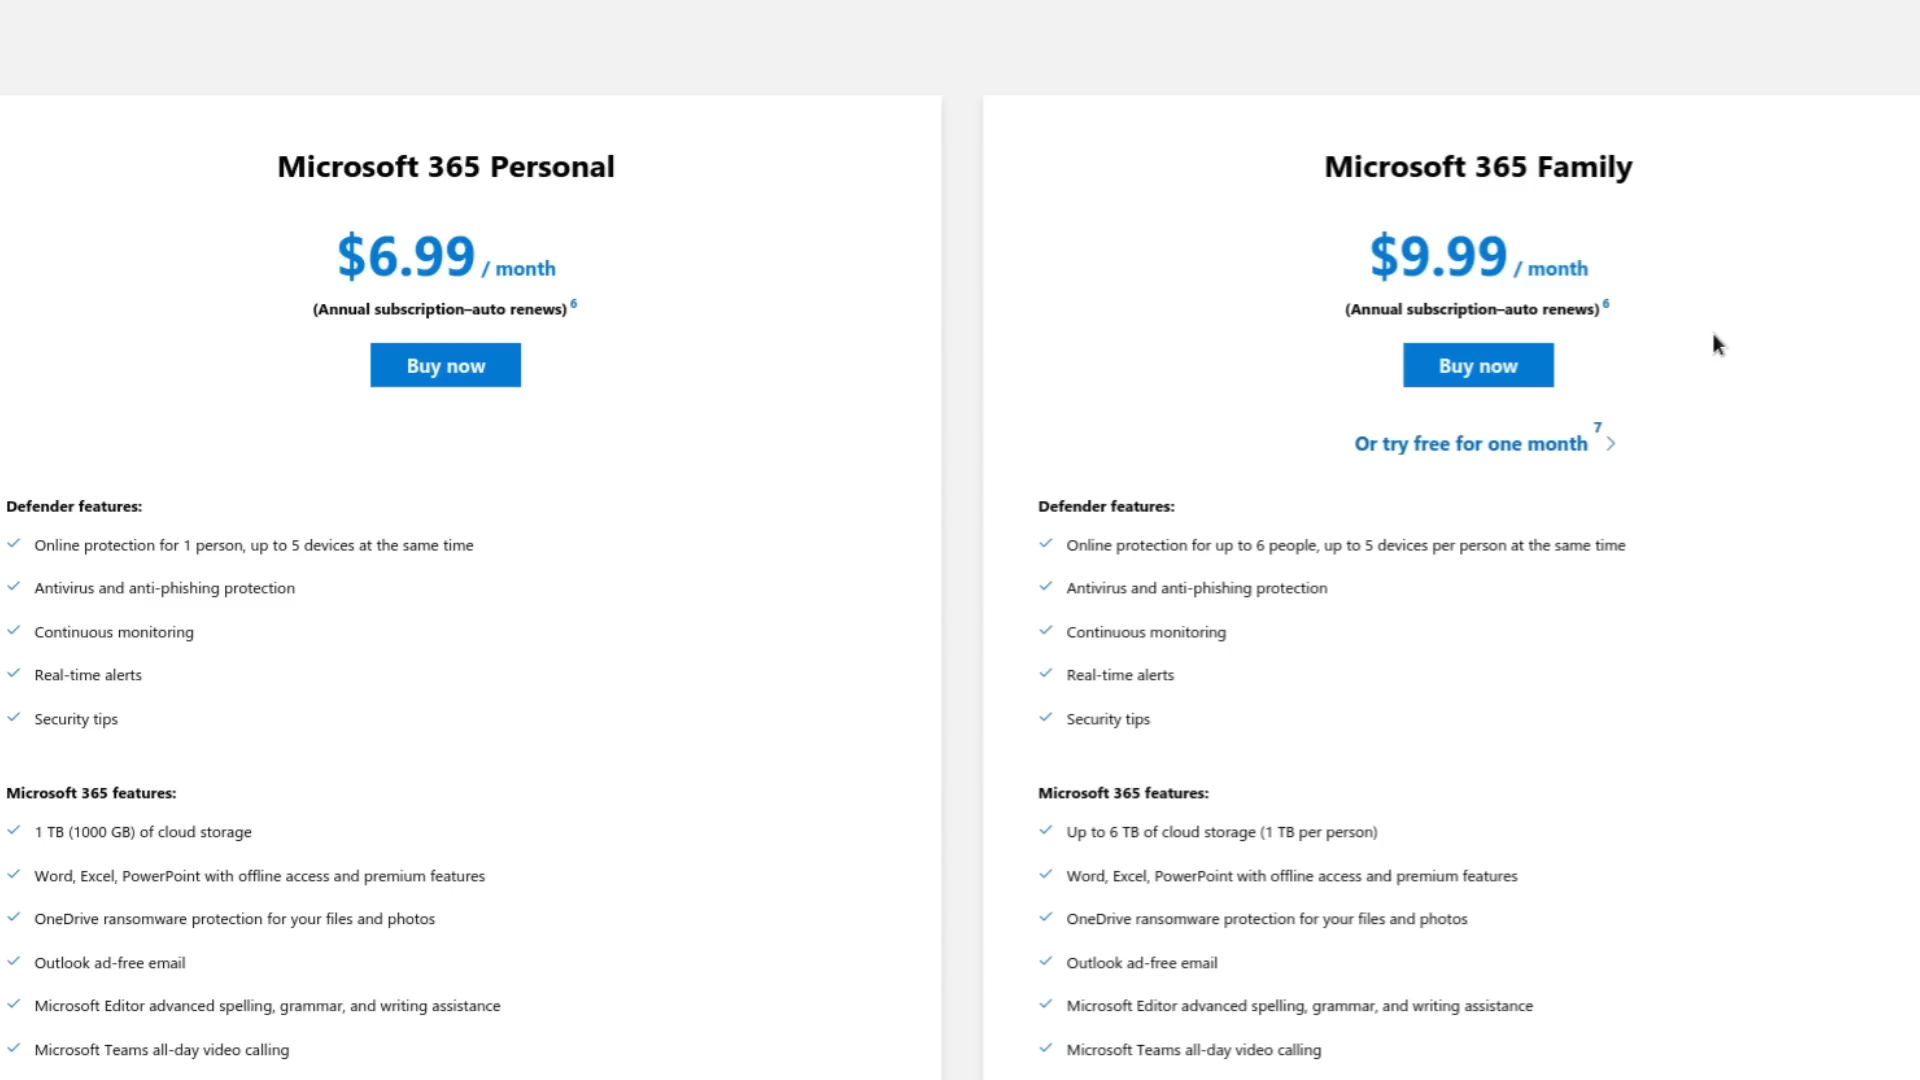 Microsoft 365 Personal
$6.99 / month
(Annual subscription–auto renews) 6
Buy now
Defender features:
Online protection for 1 person, up to 5 devices at the same time
Antivirus and anti-phishing protection
Continuous monitoring
Real-time alerts
Security tips
Microsoft 365 features:
1 TB (1000 GB) of cloud storage
Word, Excel, PowerPoint with offline access and premium features
OneDrive ransomware protection for your files and photos
Outlook ad-free email
Microsoft Editor advanced spelling, grammar, and writing assistance
Microsoft Teams all-day video calling
Microsoft 365 Family
$9.99 / month
(Annual subscription–auto renews) 6
Buy now
Or try free for one month 7
Defender features:
Online protection for up to 6 people, up to 5 devices per person at the same time
Antivirus and anti-phishing protection
Continuous monitoring
Real-time alerts
Security tips
Microsoft 365 features:
Up to 6 TB of cloud storage (1 TB per person)
Word, Excel, PowerPoint with offline access and premium features
OneDrive ransomware protection for your files and photos
Outlook ad-free email
Microsoft Editor advanced spelling, grammar, and writing assistance
Microsoft Teams all-day video calling